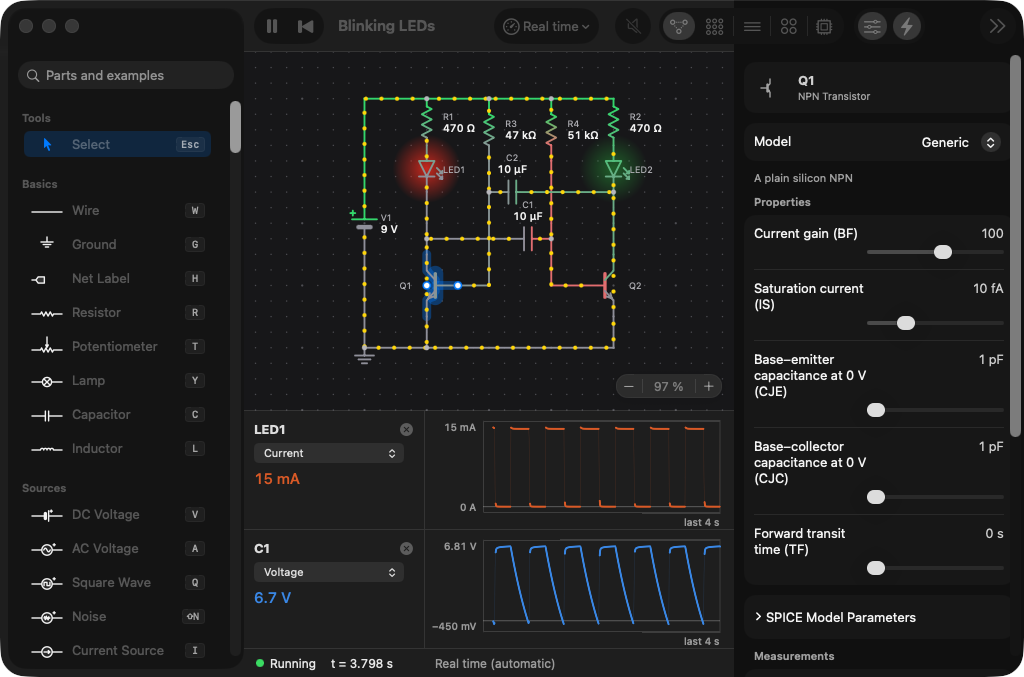 Blinking LEDs
Real time
Parts and examples
Tools
Select Esc
Basics
Wire W
Ground G
Net Label H
Resistor R
Potentiometer T
Lamp Y
Capacitor C
Inductor L
Sources
DC Voltage V
AC Voltage A
Square Wave Q
Noise ⇧N
Current Source I
R1
470 Ω
R3
47 kΩ
R4
51 kΩ
R2
470 Ω
LED1
C2
10 µF
LED2
C1
10 µF
+
V1
9 V
Q1
Q2
− 97 % +
LED1
Current
15 mA
15 mA
0 A
last 4 s
C1
Voltage
6.7 V
6.81 V
−450 mV
last 4 s
Running t = 3.798 s Real time (automatic)
Q1
NPN Transistor
Model Generic
A plain silicon NPN
Properties
Current gain (BF) 100
Saturation current 10 fA
(IS)
Base–emitter 1 pF
capacitance at 0 V
(CJE)
Base–collector 1 pF
capacitance at 0 V
(CJC)
Forward transit 0 s
time (TF)
SPICE Model Parameters
Measurements